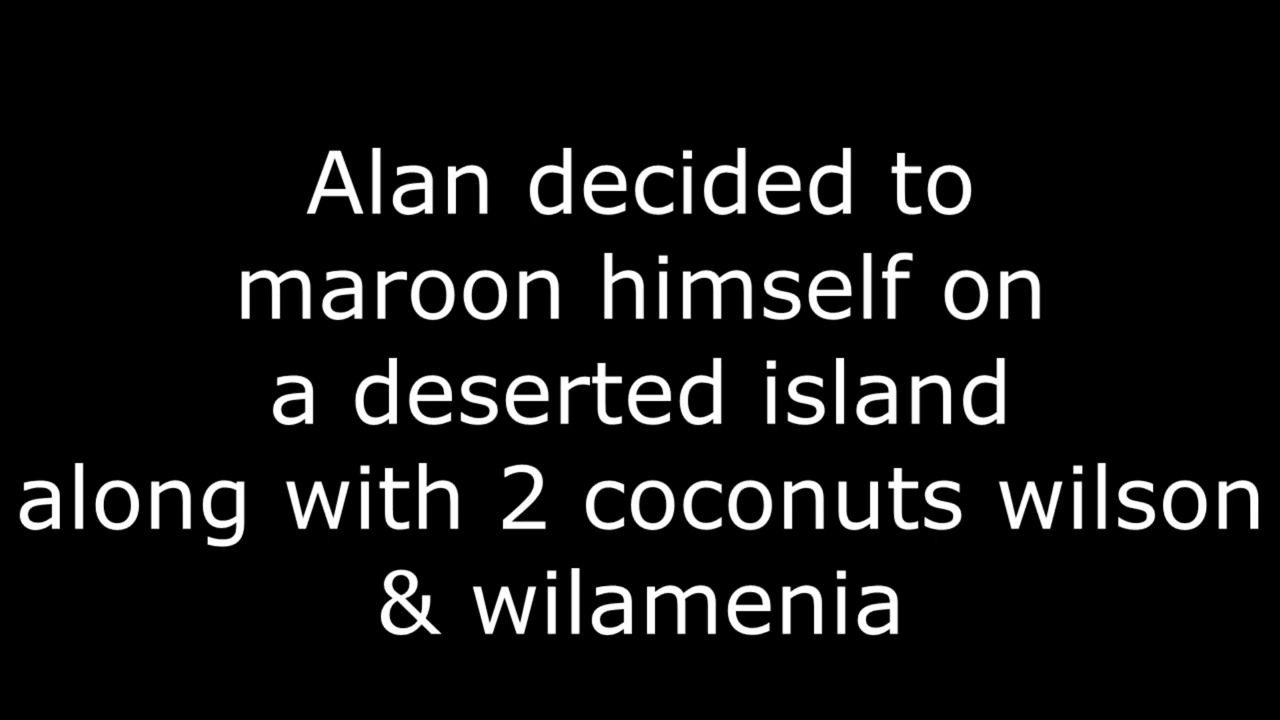 Alan decided to
maroon himself on
a deserted island
along with 2 coconuts wilson
& wilamenia